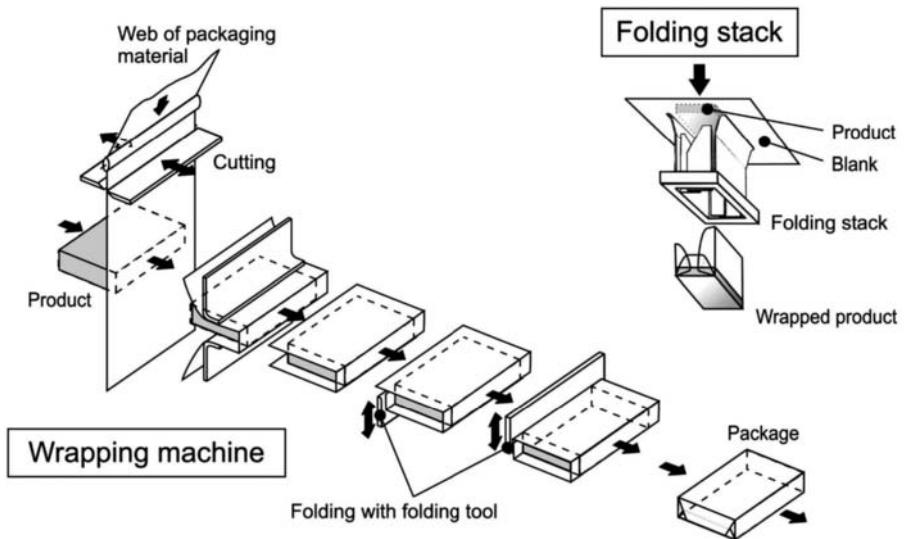 Web of packaging
material
Cutting
Product
Wrapping machine
Folding with folding tool
Package
Folding stack
Product
Blank
Folding stack
Wrapped product